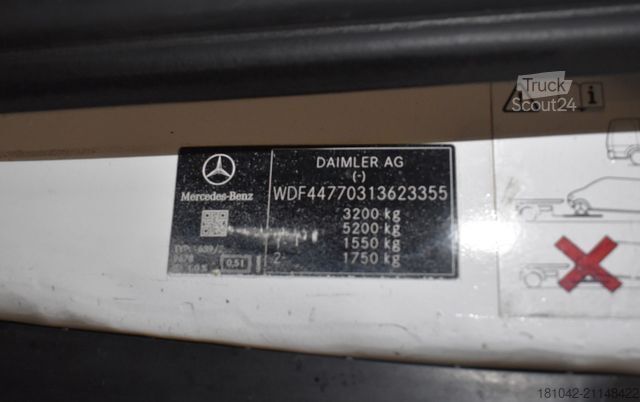 Truck
Scout24
Mercedes-Benz
DAIMLER AG
(-)
WDF44770313623355
3200 kg
5200 kg
1550 kg
2- 1750 kg
0,5l
181042-21148422